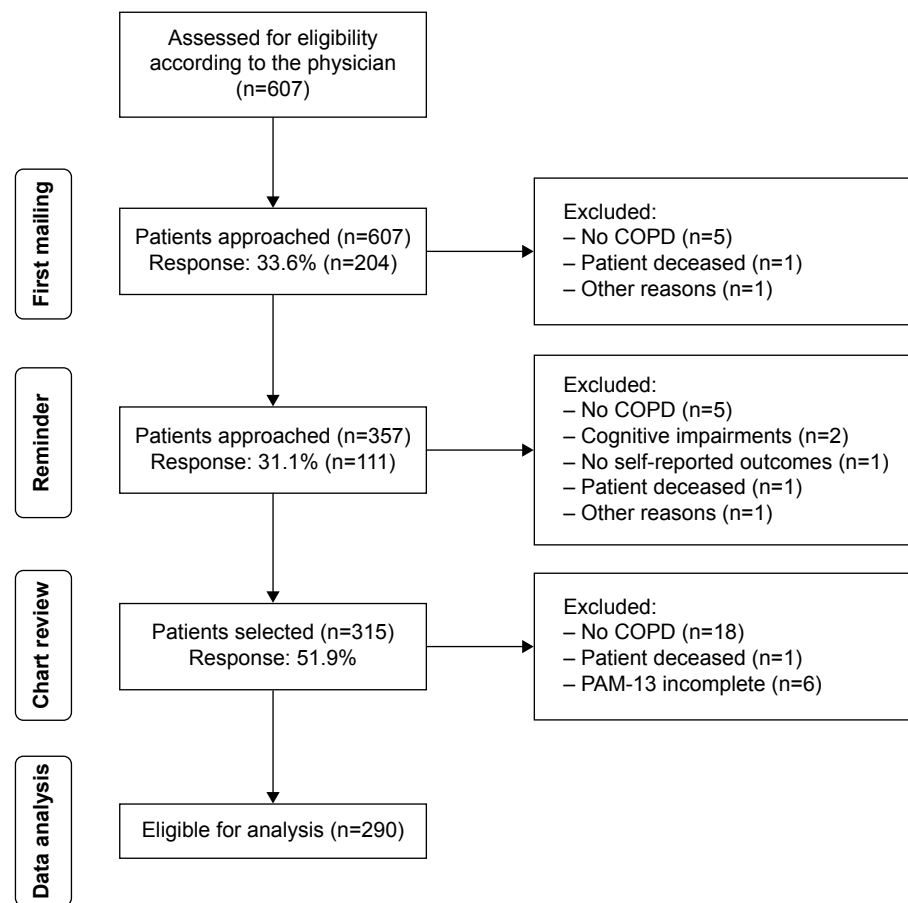 Assessed for eligibility
according to the physician
(n=607)
First mailing
Patients approached (n=607)
Response: 33.6% (n=204)
Excluded:
– No COPD (n=5)
– Patient deceased (n=1)
– Other reasons (n=1)
Reminder
Patients approached (n=357)
Response: 31.1% (n=111)
Excluded:
– No COPD (n=5)
– Cognitive impairments (n=2)
– No self-reported outcomes (n=1)
– Patient deceased (n=1)
– Other reasons (n=1)
Chart review
Patients selected (n=315)
Response: 51.9%
Excluded:
– No COPD (n=18)
– Patient deceased (n=1)
– PAM-13 incomplete (n=6)
Data analysis
Eligible for analysis (n=290)